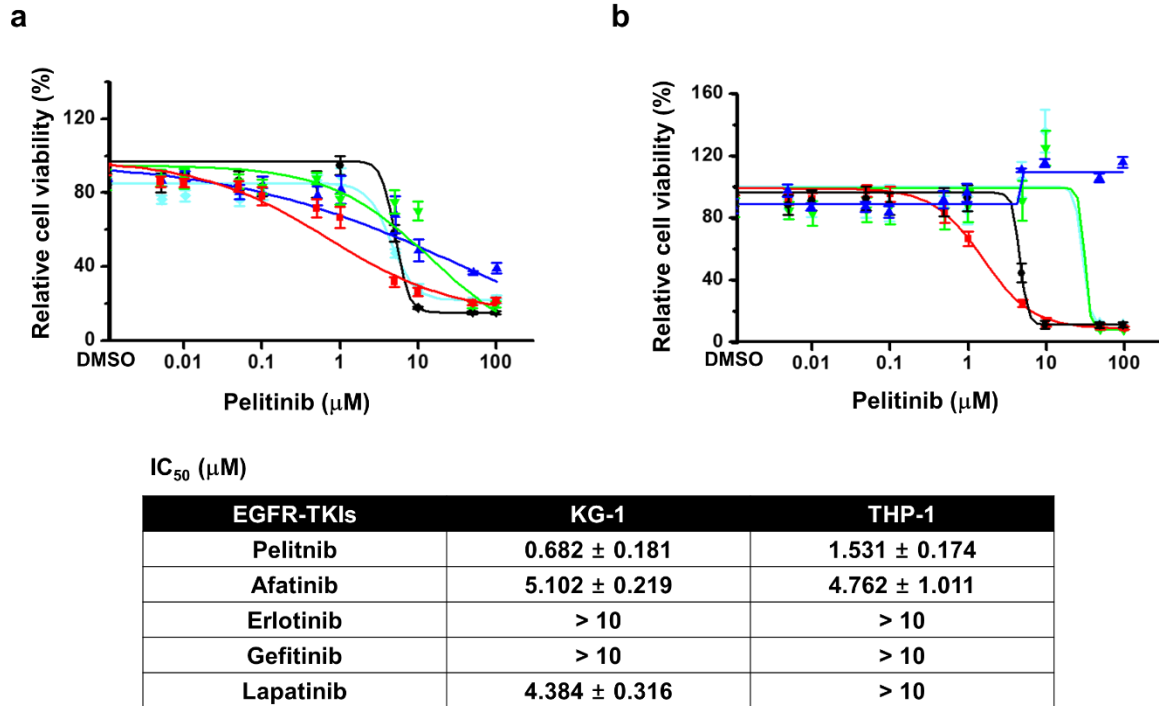 a
b
Relative cell viability (%)
120
80
40
0
DMSO
0.01
0.1
1
10
100
Pelitinib (μM)
Relative cell viability (%)
160
120
80
40
0
DMSO
0.01
0.1
1
10
100
Pelitinib (μM)
IC50 (μM)
EGFR-TKIs KG-1 THP-1
Pelitnib 0.682 ± 0.181 1.531 ± 0.174
Afatinib 5.102 ± 0.219 4.762 ± 1.011
Erlotinib > 10 > 10
Gefitinib > 10 > 10
Lapatinib 4.384 ± 0.316 > 10